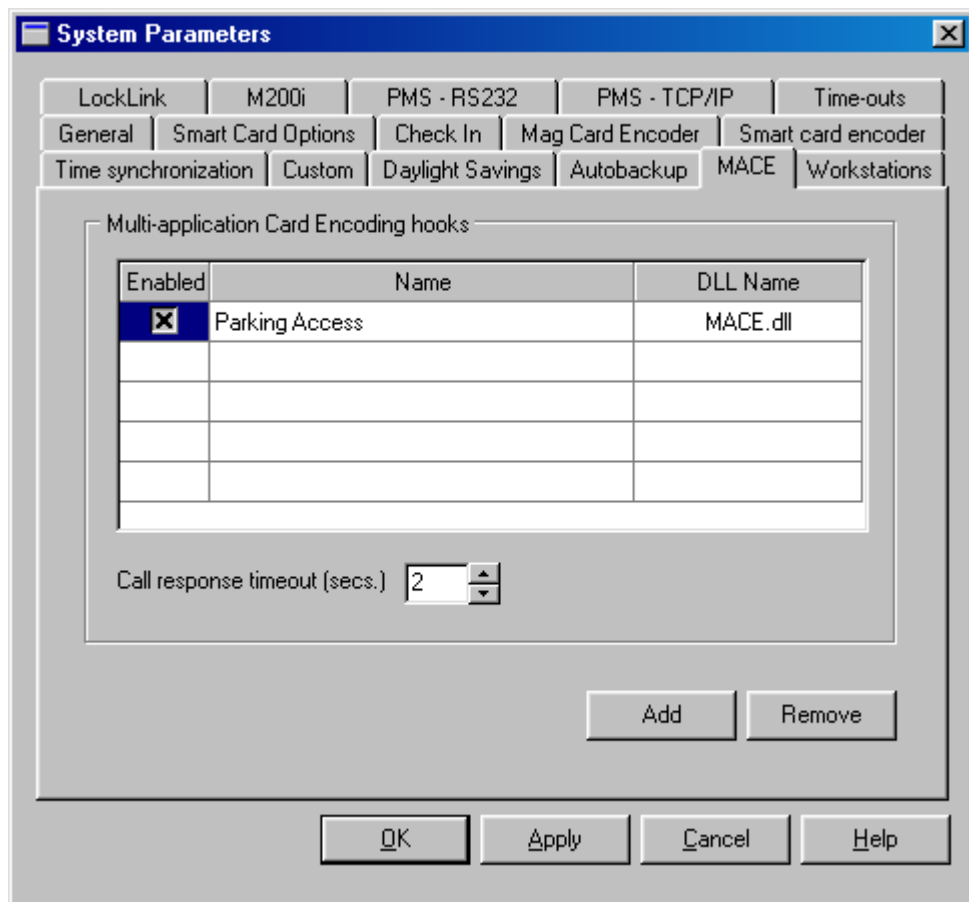 System Parameters
LockLink M200i PMS - RS232 PMS - TCP/IP Time-outs
General Smart Card Options Check In Mag Card Encoder Smart card encoder
Time synchronization Custom Daylight Savings Autobackup MACE Workstations
Multi-application Card Encoding hooks
Enabled Name DLL Name
Parking Access MACE.dll
Call response timeout (secs.) 2
Add Remove
OK Apply Cancel Help